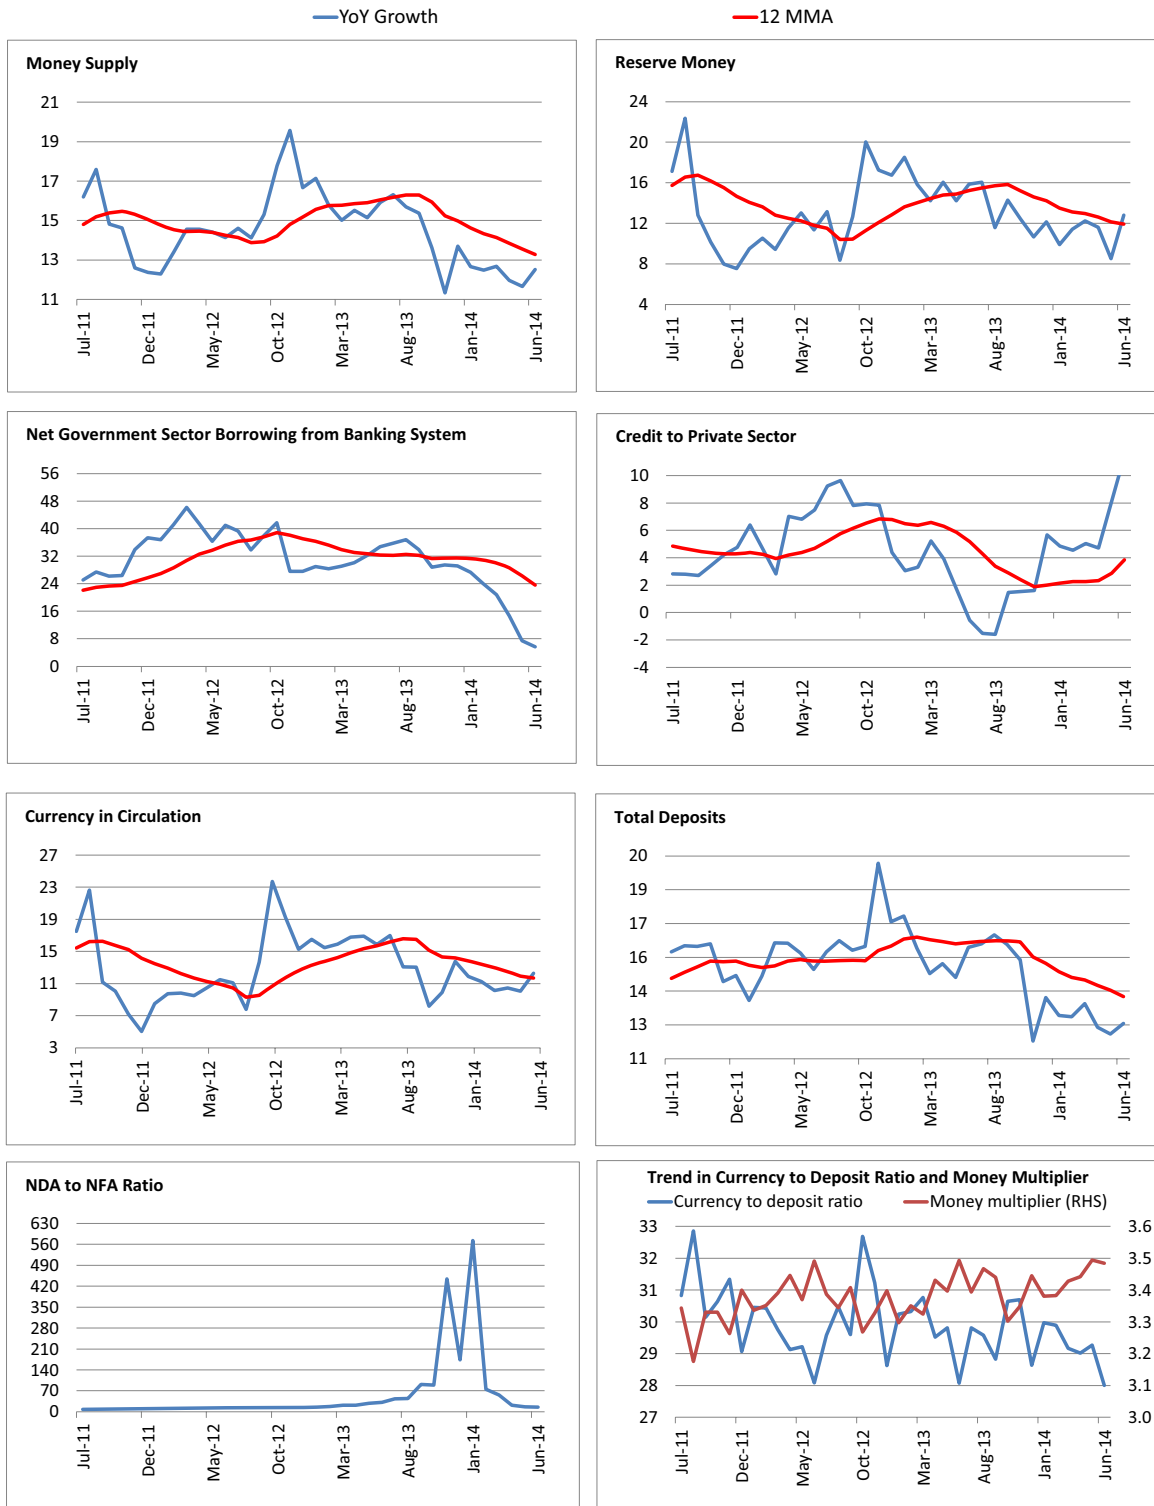 YoY Growth 12 MMA
Money Supply
21
19
17
15
13
11
Jul-11
Dec-11
May-12
Oct-12
Mar-13
Aug-13
Jan-14
Jun-14
Reserve Money
24
20
16
12
8
4
Jul-11
Dec-11
May-12
Oct-12
Mar-13
Aug-13
Jan-14
Jun-14
Net Government Sector Borrowing from Banking System
56
48
40
32
24
16
8
0
Jul-11
Dec-11
May-12
Oct-12
Mar-13
Aug-13
Jan-14
Jun-14
Credit to Private Sector
10
8
6
4
2
0
-2
-4
Jul-11
Dec-11
May-12
Oct-12
Mar-13
Aug-13
Jan-14
Jun-14
Currency in Circulation
27
23
19
15
11
7
3
Jul-11
Dec-11
May-12
Oct-12
Mar-13
Aug-13
Jan-14
Jun-14
Total Deposits
20
19
17
16
14
13
11
Jul-11
Dec-11
May-12
Oct-12
Mar-13
Aug-13
Jan-14
Jun-14
NDA to NFA Ratio
630
560
490
420
350
280
210
140
70
0
Jul-11
Dec-11
May-12
Oct-12
Mar-13
Aug-13
Jan-14
Jun-14
Trend in Currency to Deposit Ratio and Money Multiplier
Currency to deposit ratio Money multiplier (RHS)
33
32
31
30
29
28
27
3.6
3.5
3.4
3.3
3.2
3.1
3.0
Jul-11
Dec-11
May-12
Oct-12
Mar-13
Aug-13
Jan-14
Jun-14